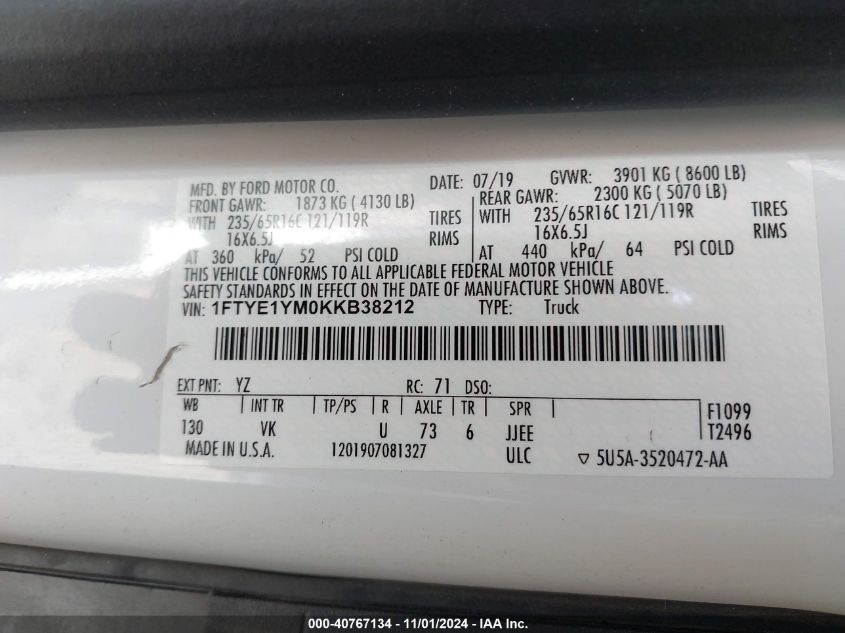 MFD. BY FORD MOTOR CO. DATE: 07/19 GVWR: 3901 KG ( 8600 LB)
FRONT GAWR: 1873 KG ( 4130 LB) REAR GAWR: 2300 KG ( 5070 LB)
WITH 235/65R16C 121/119R TIRES WITH 235/65R16C 121/119R TIRES
16X6.5J RIMS 16X6.5J RIMS
AT 360 kPa/ 52 PSI COLD AT 440 kPa/ 64 PSI COLD
THIS VEHICLE CONFORMS TO ALL APPLICABLE FEDERAL MOTOR VEHICLE
SAFETY STANDARDS IN EFFECT ON THE DATE OF MANUFACTURE SHOWN ABOVE.
VIN: 1FTYE1YM0KKB38212 TYPE: Truck
EXT PNT: YZ RC: 71 DSO:
WB INT TR TP/PS R AXLE TR SPR F1099
130 VK U 73 6 JJEE T2496
MADE IN U.S.A. 1201907081327 ULC ▽ 5U5A-3520472-AA
000-40767134 - 11/01/2024 - IAA Inc.